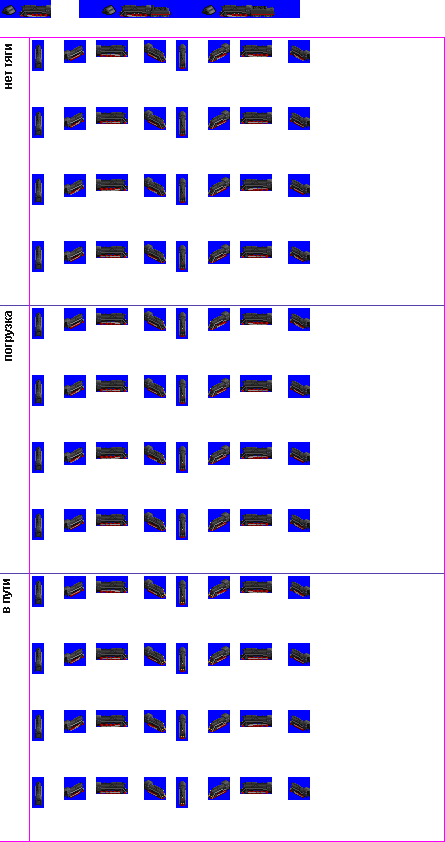 нет тяги
погрузка
в пути